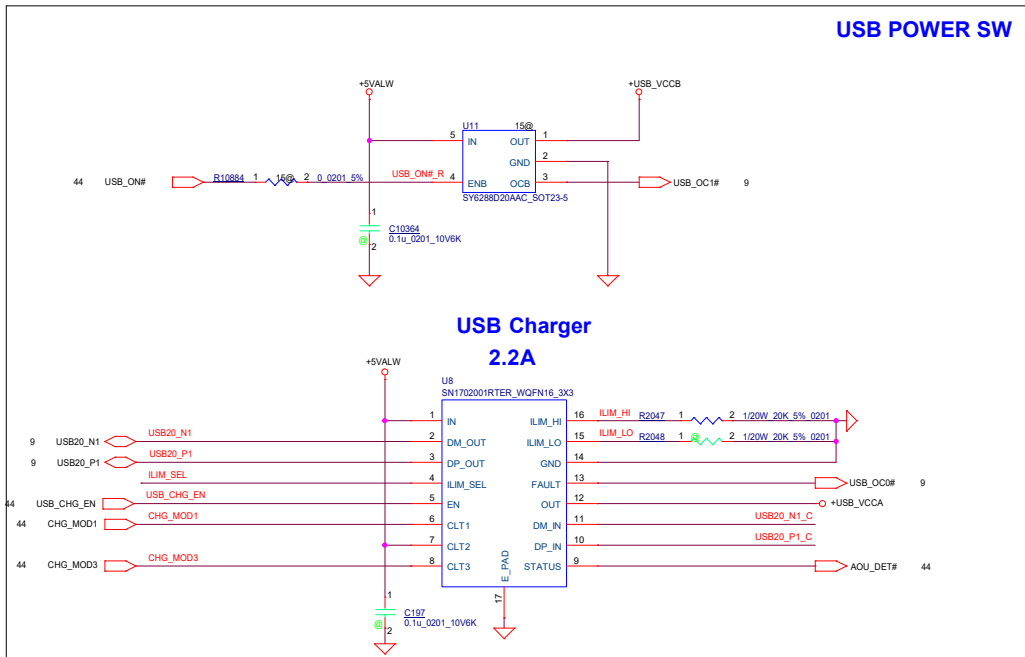 USB POWER SW
+5VALW
+USB_VCCB
U11 15@
5 IN OUT 1
GND 2
44 USB_ON# R10884 1 15@ 2 0_0201_5% USB_ON#_R 4 ENB OCB 3 USB_OC1# 9
SY6288D20AAC_SOT23-5
1
C10364
0.1u_0201_10V6K
@
2
USB Charger
2.2A
+5VALW
U8
SN1702001RTER_WQFN16_3X3
1 IN ILIM_HI 16 ILIM_HI R2047 1 2 1/20W_20K_5%_0201
9 USB20_N1 USB20_N1 2 DM_OUT ILIM_LO 15 ILIM_LO R2048 1 @ 2 1/20W_20K_5%_0201
9 USB20_P1 USB20_P1 3 DP_OUT GND 14
ILIM_SEL 4 ILIM_SEL FAULT 13 USB_OC0# 9
44 USB_CHG_EN USB_CHG_EN 5 EN OUT 12 +USB_VCCA
44 CHG_MOD1 CHG_MOD1 6 CLT1 DM_IN 11 USB20_N1_C
7 CLT2 DP_IN 10 USB20_P1_C
44 CHG_MOD3 CHG_MOD3 8 CLT3 STATUS 9 AOU_DET# 44
E_PAD
17
1
C197
0.1u_0201_10V6K
@
2